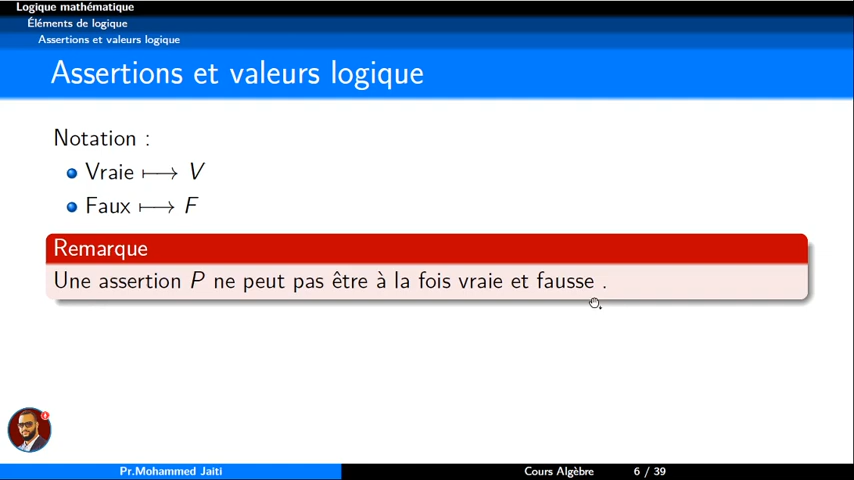 Logique mathématique
Éléments de logique
Assertions et valeurs logique
Assertions et valeurs logique
Notation :
Vraie ⟼ V
Faux ⟼ F
Remarque
Une assertion P ne peut pas être à la fois vraie et fausse .
Pr.Mohammed Jaiti Cours Algèbre 6 / 39